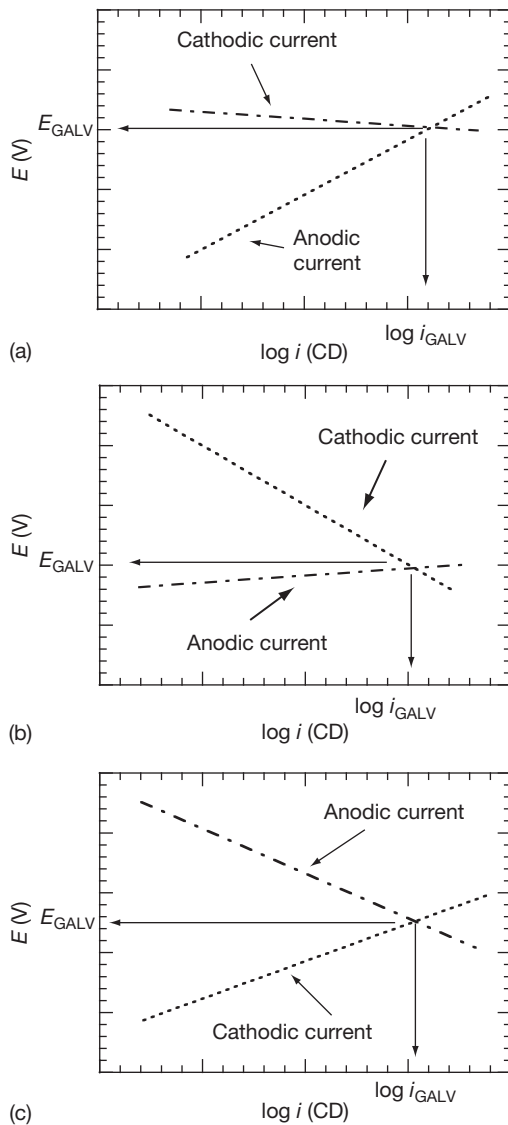 Cathodic current
E_GALV
E (V)
Anodic
current
log i_GALV
(a)
log i (CD)
Cathodic current
E (V)
E_GALV
Anodic current
log i_GALV
(b)
log i (CD)
Anodic current
E (V)
E_GALV
Cathodic current
log i_GALV
(c)
log i (CD)